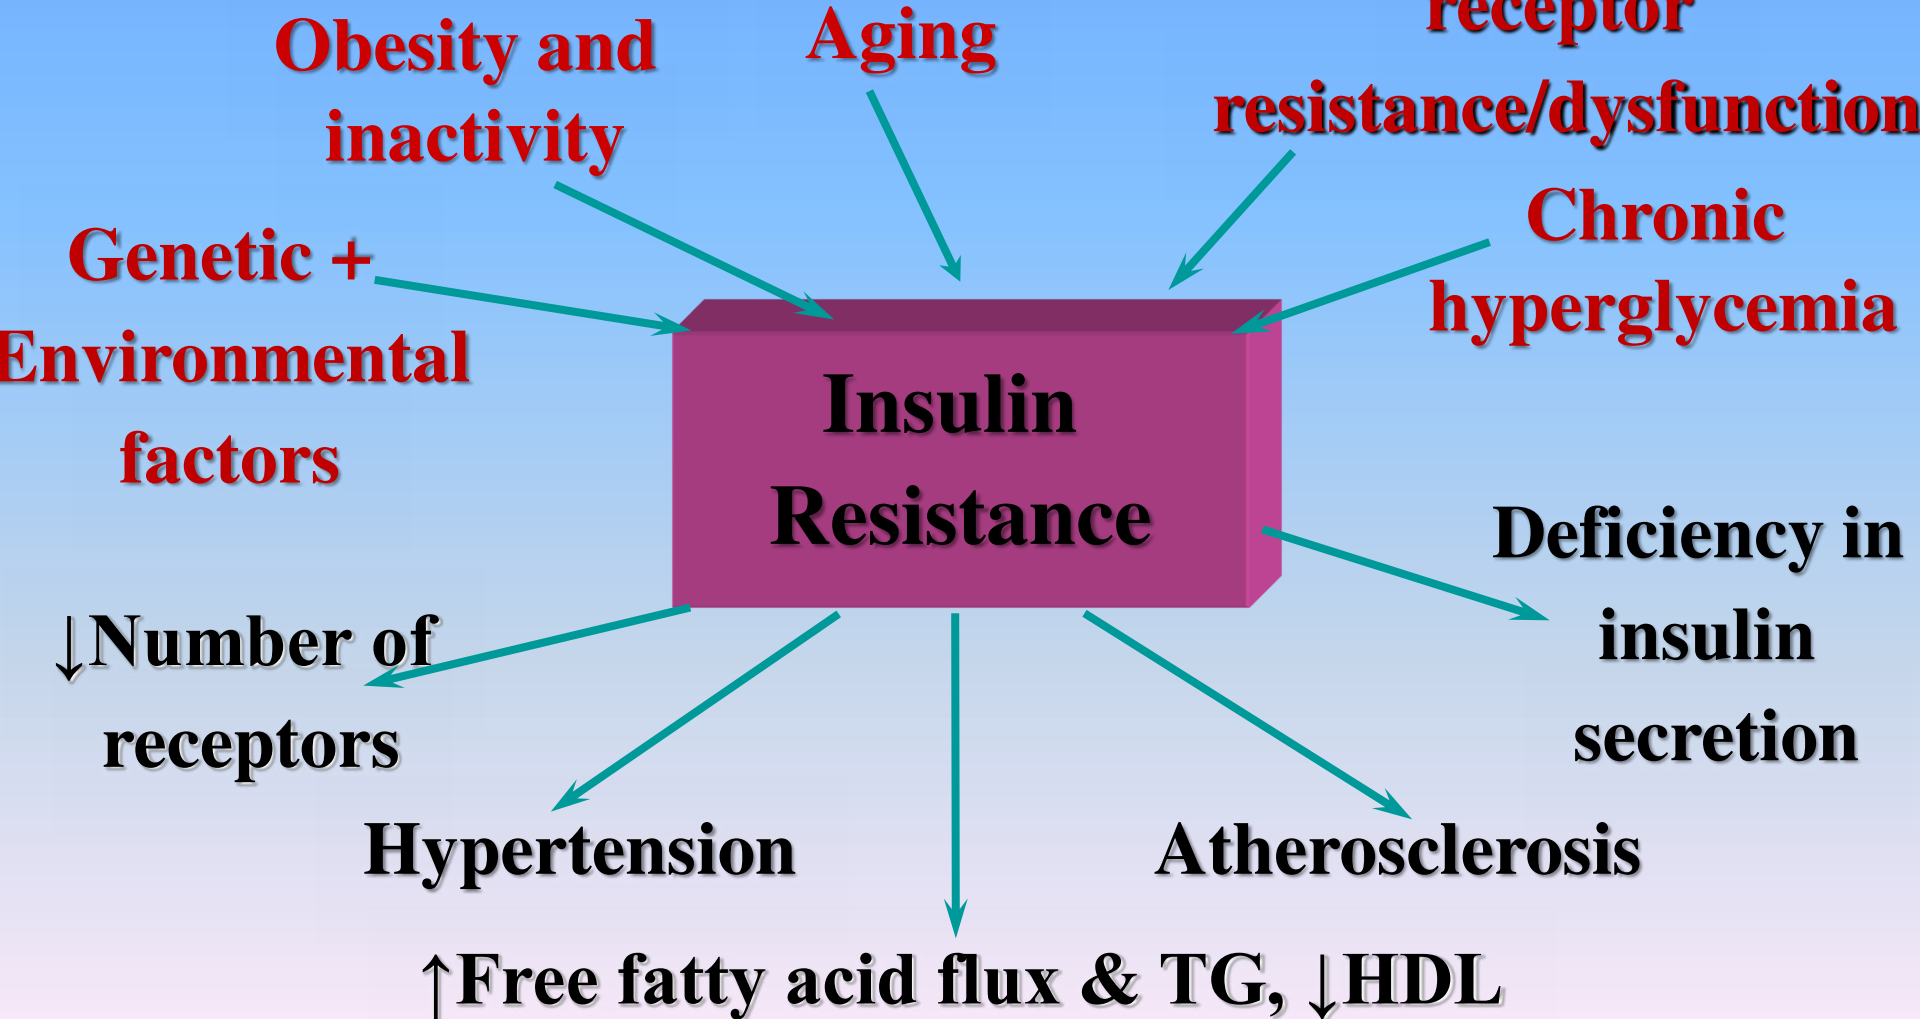 Obesity and
inactivity
Aging
receptor
resistance/dysfunction
Genetic +
Environmental
factors
Chronic
hyperglycemia
Insulin
Resistance
Deficiency in
insulin
secretion
↓Number of
receptors
Hypertension
Atherosclerosis
↑Free fatty acid flux & TG, ↓HDL